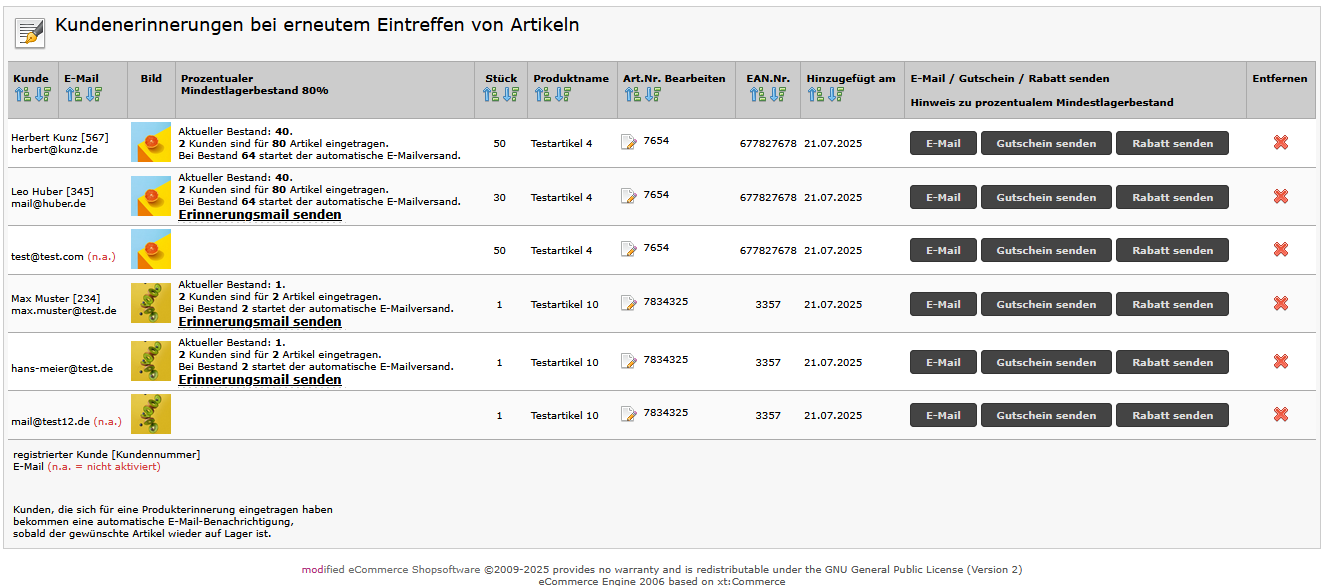 Kundenerinnerungen bei erneutem Eintreffen von Artikeln
Kunde E-Mail Bild Prozentualer Mindestlagerbestand 80% Stück Produktname Art.Nr. Bearbeiten EAN.Nr. Hinzugefügt am E-Mail / Gutschein / Rabatt senden Entfernen
Hinweis zu prozentualem Mindestlagerbestand
Herbert Kunz [567]
herbert@kunz.de
Aktueller Bestand: 40.
2 Kunden sind für 80 Artikel eingetragen.
Bei Bestand 64 startet der automatische E-Mailversand.
50 Testartikel 4 7654 677827678 21.07.2025 E-Mail Gutschein senden Rabatt senden
Leo Huber [345]
mail@huber.de
Aktueller Bestand: 40.
2 Kunden sind für 80 Artikel eingetragen.
Bei Bestand 64 startet der automatische E-Mailversand.
Erinnerungsmail senden
30 Testartikel 4 7654 677827678 21.07.2025 E-Mail Gutschein senden Rabatt senden
test@test.com (n.a.)
50 Testartikel 4 7654 677827678 21.07.2025 E-Mail Gutschein senden Rabatt senden
Max Muster [234]
max.muster@test.de
Aktueller Bestand: 1.
2 Kunden sind für 2 Artikel eingetragen.
Bei Bestand 2 startet der automatische E-Mailversand.
Erinnerungsmail senden
1 Testartikel 10 7834325 3357 21.07.2025 E-Mail Gutschein senden Rabatt senden
hans-meier@test.de
Aktueller Bestand: 1.
2 Kunden sind für 2 Artikel eingetragen.
Bei Bestand 2 startet der automatische E-Mailversand.
Erinnerungsmail senden
1 Testartikel 10 7834325 3357 21.07.2025 E-Mail Gutschein senden Rabatt senden
mail@test12.de (n.a.)
1 Testartikel 10 7834325 3357 21.07.2025 E-Mail Gutschein senden Rabatt senden
registrierter Kunde [Kundennummer]
E-Mail (n.a. = nicht aktiviert)
Kunden, die sich für eine Produkterinnerung eingetragen haben
bekommen eine automatische E-Mail-Benachrichtigung,
sobald der gewünschte Artikel wieder auf Lager ist.
modified eCommerce Shopsoftware ©2009-2025 provides no warranty and is redistributable under the GNU General Public License (Version 2)
eCommerce Engine 2006 based on xt:Commerce